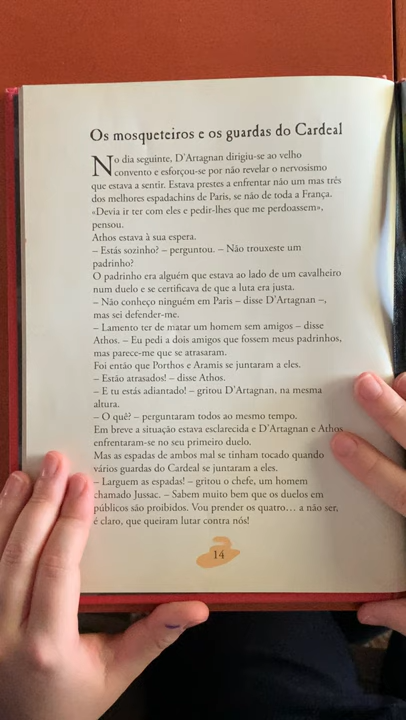 Os mosqueteiros e os guardas do Cardeal
No dia seguinte, D'Artagnan dirigiu-se ao velho
convento e esforçou-se por não revelar o nervosismo
que estava a sentir. Estava prestes a enfrentar não um mas três
dos melhores espadachins de Paris, se não de toda a França.
«Devia ir ter com eles e pedir-lhes que me perdoassem»,
pensou.
Athos estava à sua espera.
– Estás sozinho? – perguntou. – Não trouxeste um
padrinho?
O padrinho era alguém que estava ao lado de um cavalheiro
num duelo e se certificava de que a luta era justa.
– Não conheço ninguém em Paris – disse D'Artagnan –,
mas sei defender-me.
– Lamento ter de matar um homem sem amigos – disse
Athos. – Eu pedi a dois amigos que fossem meus padrinhos,
mas parece-me que se atrasaram.
Foi então que Porthos e Aramis se juntaram a eles.
– Estão atrasados! – disse Athos.
– E tu estás adiantado! – gritou D'Artagnan, na mesma
altura.
– O quê? – perguntaram todos ao mesmo tempo.
Em breve a situação estava esclarecida e D'Artagnan e Athos
enfrentaram-se no seu primeiro duelo.
Mas as espadas de ambos mal se tinham tocado quando
vários guardas do Cardeal se juntaram a eles.
– Larguem as espadas! – gritou o chefe, um homem
chamado Jussac. – Sabem muito bem que os duelos em
públicos são proibidos. Vou prender os quatro… a não ser,
é claro, que queiram lutar contra nós!
14